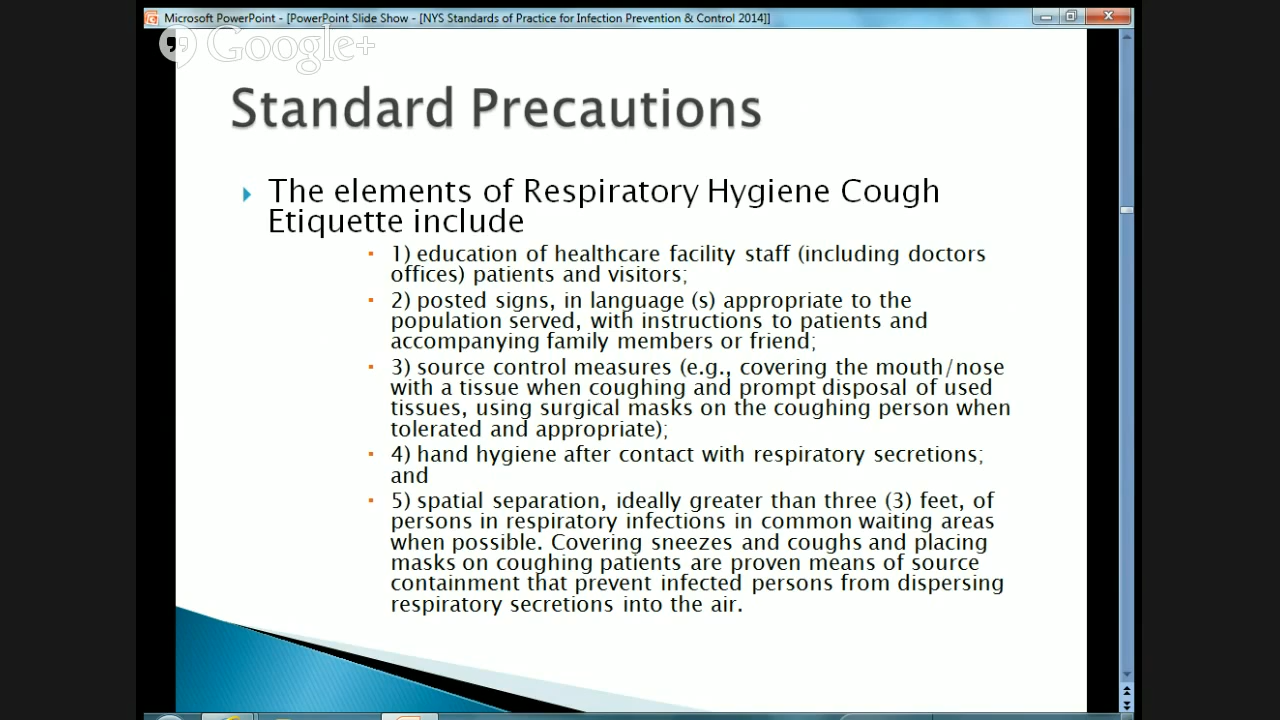 Microsoft PowerPoint - [PowerPoint Slide Show - [NYS Standards of Practice for Infection Prevention & Control 2014]]
Google+
Standard Precautions
The elements of Respiratory Hygiene Cough
Etiquette include
1) education of healthcare facility staff (including doctors
offices) patients and visitors;
2) posted signs, in language (s) appropriate to the
population served, with instructions to patients and
accompanying family members or friend;
3) source control measures (e.g., covering the mouth/nose
with a tissue when coughing and prompt disposal of used
tissues, using surgical masks on the coughing person when
tolerated and appropriate);
4) hand hygiene after contact with respiratory secretions;
and
5) spatial separation, ideally greater than three (3) feet, of
persons in respiratory infections in common waiting areas
when possible. Covering sneezes and coughs and placing
masks on coughing patients are proven means of source
containment that prevent infected persons from dispersing
respiratory secretions into the air.